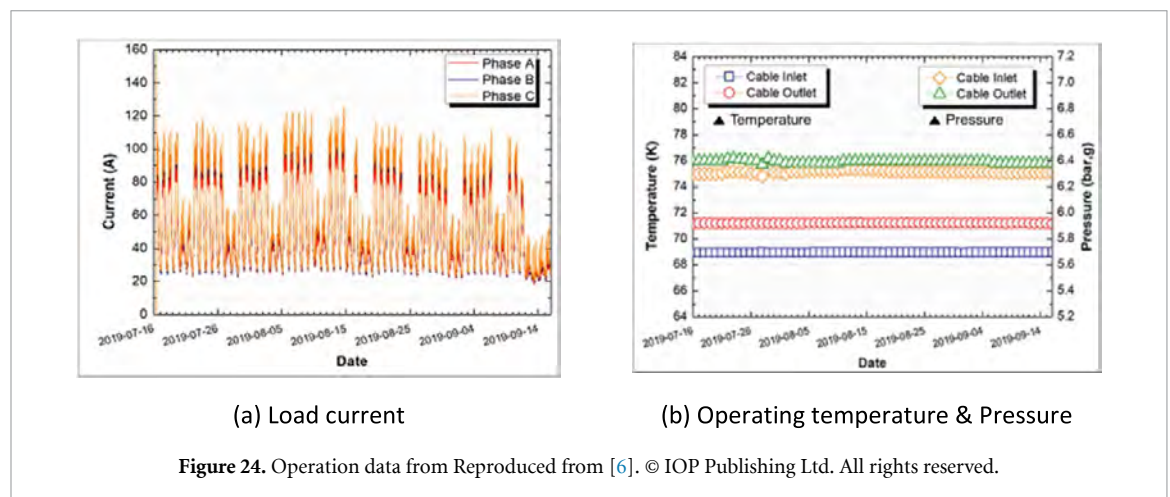 160
140
120
100
80
60
40
20
0
Current (A)
Phase A
Phase B
Phase C
2019-07-16
2019-07-26
2019-08-05
2019-08-15
2019-08-25
2019-09-04
2019-09-14
Date
84
82
80
78
76
74
72
70
68
66
64
Temperature (K)
Cable Inlet
Cable Outlet
▲ Temperature
Cable Inlet
Cable Outlet
▲ Pressure
7.2
7.0
6.8
6.6
6.4
6.2
6.0
5.8
5.6
5.4
5.2
Pressure (bar.g)
2019-07-16
2019-07-26
2019-08-05
2019-08-15
2019-08-25
2019-09-04
2019-09-14
Date
(a) Load current
(b) Operating temperature & Pressure
Figure 24. Operation data from Reproduced from [6]. © IOP Publishing Ltd. All rights reserved.